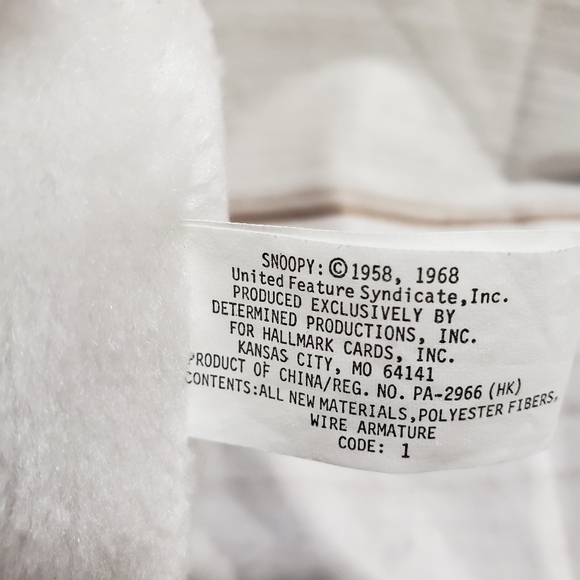 SNOOPY: ©1958, 1968
United Feature Syndicate,Inc.
PRODUCED EXCLUSIVELY BY
DETERMINED PRODUCTIONS, INC.
FOR HALLMARK CARDS, INC.
KANSAS CITY, MO 64141
PRODUCT OF CHINA/REG. NO. PA-2966 (HK)
CONTENTS:ALL NEW MATERIALS,POLYESTER FIBERS,
WIRE ARMATURE
CODE: 1